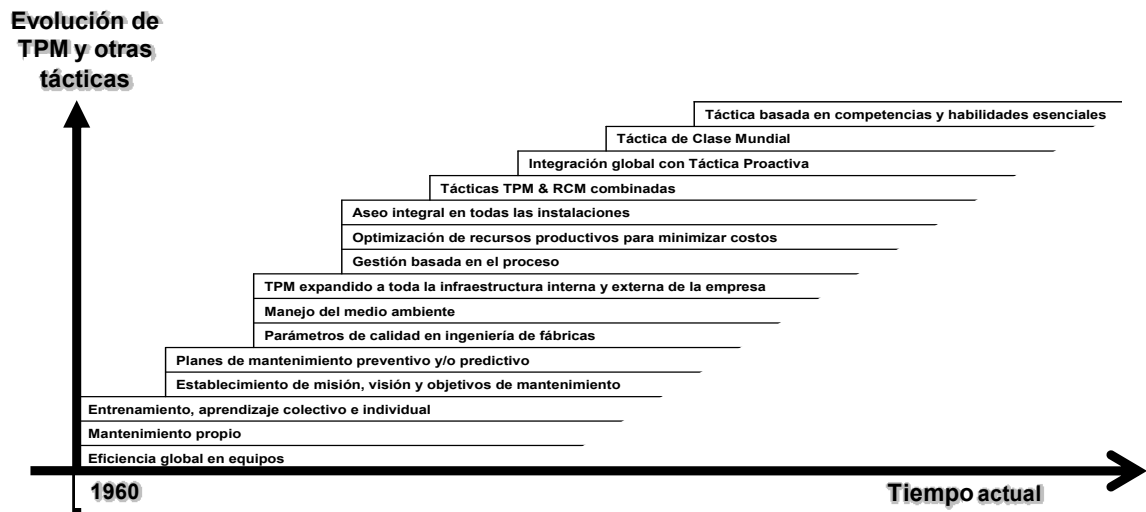 Evolución de
TPM y otras
tácticas
Táctica basada en competencias y habilidades esenciales
Táctica de Clase Mundial
Integración global con Táctica Proactiva
Tácticas TPM & RCM combinadas
Aseo integral en todas las instalaciones
Optimización de recursos productivos para minimizar costos
Gestión basada en el proceso
TPM expandido a toda la infraestructura interna y externa de la empresa
Manejo del medio ambiente
Parámetros de calidad en ingeniería de fábricas
Planes de mantenimiento preventivo y/o predictivo
Establecimiento de misión, visión y objetivos de mantenimiento
Entrenamiento, aprendizaje colectivo e individual
Mantenimiento propio
Eficiencia global en equipos
1960
Tiempo actual